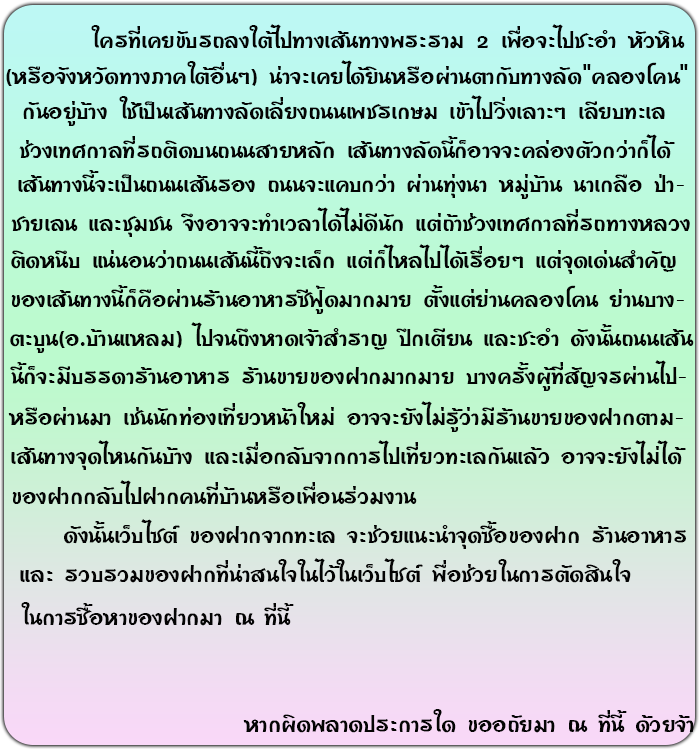 ใครที่เคยขับรถลงใต้ไปทางเส้นทางพระราม 2 เพื่อจะไปชะอำ หัวหิน
(หรือจังหวัดทางภาคใต้อื่นๆ) น่าจะเคยได้ยินหรือผ่านตากับทางลัด"คลองโคน"
กันอยู่บ้าง ใช้เป็นเส้นทางลัดเลี่ยงถนนเพชรเกษม เข้าไปวิ่งเลาะๆ เลียบทะเล
ช่วงเทศกาลที่รถติดบนถนนสายหลัก เส้นทางลัดนี้ก็อาจจะคล่องตัวกว่าก็ได้
เส้นทางนี้จะเป็นถนนเส้นรอง ถนนจะแคบกว่า ผ่านทุ่งนา หมู่บ้าน นาเกลือ ป่า-
ชายเลน และชุมชน จึงอาจจะทำเวลาได้ไม่ดีนัก แต่ถ้าช่วงเทศกาลที่รถทางหลวง
ติดหนึบ แน่นอนว่าถนนเส้นนี้ถึงจะเล็ก แต่ก็ไหลไปได้เรื่อยๆ แต่จุดเด่นสำคัญ
ของเส้นทางนี้ก็คือผ่านร้านอาหารซีฟู้ดมากมาย ตั้งแต่ย่านคลองโคน ย่านบาง-
ตะบูน(อ.บ้านแหลม) ไปจนถึงหาดเจ้าสำราญ ปึกเตียน และชะอำ ดังนั้นถนนเส้น
นี้ก็จะมีบรรดาร้านอาหาร ร้านขายของฝากมากมาย บางครั้งผู้ที่สัญจรผ่านไป-
หรือผ่านมา เช่นนักท่องเที่ยวหน้าใหม่ อาจจะยังไม่รู้ว่ามีร้านขายของฝากตาม-
เส้นทางจุดไหนกันบ้าง และเมื่อกลับจากการไปเที่ยวทะเลกันแล้ว อาจจะยังไม่ได้
ของฝากกลับไปฝากคนที่บ้านหรือเพื่อนร่วมงาน
ดังนั้นเว็บไซต์ ของฝากจากทะเล จะช่วยแนะนำจุดซื้อของฝาก ร้านอาหาร
และ รวบรวมของฝากที่น่าสนใจในไว้ในเว็บไซต์ พื่อช่วยในการตัดสินใจ
ในการซื้อหาของฝากมา ณ ที่นี้
หากผิดพลาดประการใด ขออภัยมา ณ ที่นี้ ด้วยจ้า